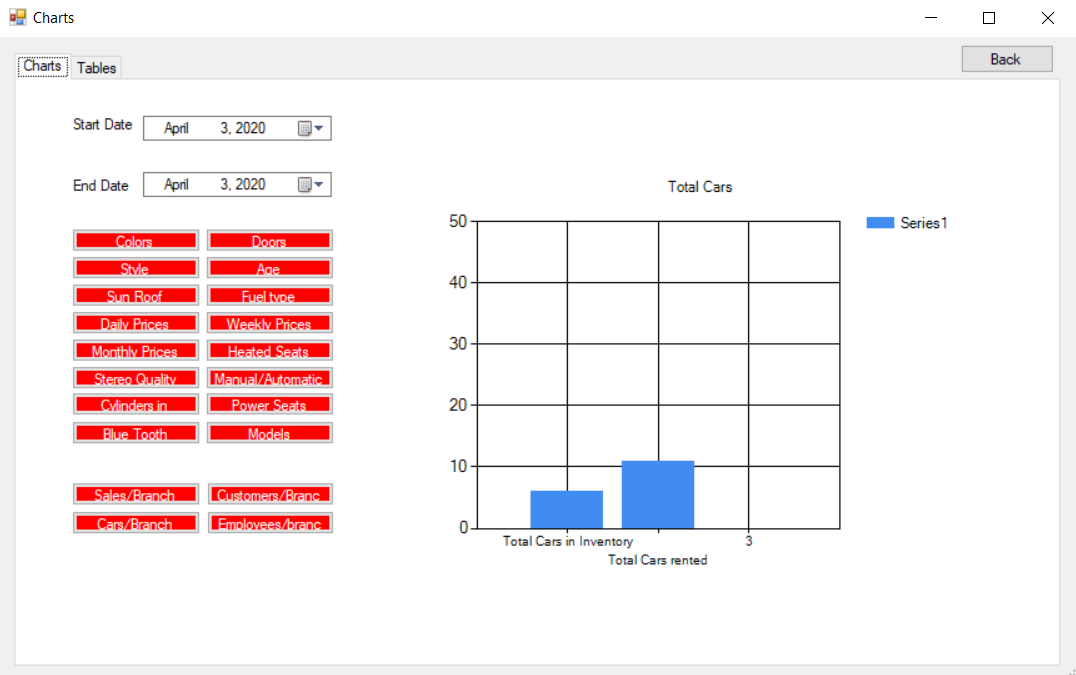 Charts
Back
Charts Tables
Start Date April 3, 2020
End Date April 3, 2020
Colors Doors
Style Age
Sun Roof Fuel type
Daily Prices Weekly Prices
Monthly Prices Heated Seats
Stereo Quality Manual/Automatic
Cylinders in Power Seats
Blue Tooth Models
Sales/Branch Customers/Branc
Cars/Branch Employees/branc
Total Cars
Series1
50
40
30
20
10
0
Total Cars in Inventory 3
Total Cars rented